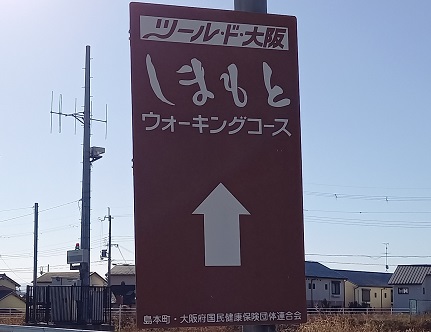 ツール・ド・大阪
しまもと
ウォーキングコース
島本町・大阪府国民健康保険団体連合会